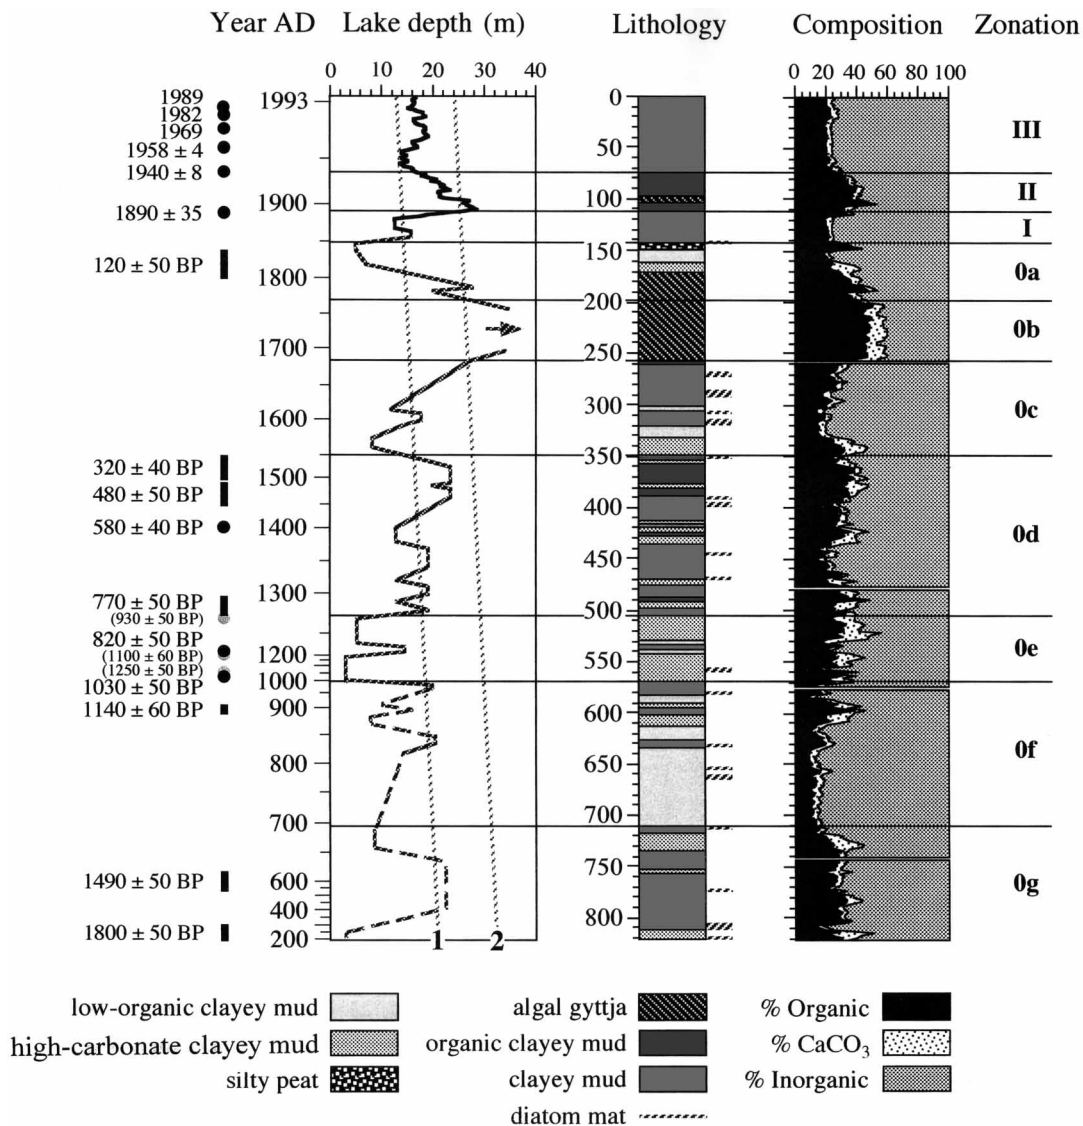 Year AD Lake depth (m) Lithology Composition Zonation
0 10 20 30 40
0 20 40 60 80 100
1989
1982
1969
1958 ± 4
1940 ± 8
1890 ± 35
120 ± 50 BP
320 ± 40 BP
480 ± 50 BP
580 ± 40 BP
770 ± 50 BP
(930 ± 50 BP)
820 ± 50 BP
(1100 ± 60 BP)
(1250 ± 50 BP)
1030 ± 50 BP
1140 ± 60 BP
1490 ± 50 BP
1800 ± 50 BP
1993
1900
1800
1700
1600
1500
1400
1300
1200
1000
900
800
700
600
400
200
1 2
0
50
100
150
200
250
300
350
400
450
500
550
600
650
700
750
800
III
II
I
0a
0b
0c
0d
0e
0f
0g
low-organic clayey mud
high-carbonate clayey mud
silty peat
algal gyttja
organic clayey mud
clayey mud
diatom mat
% Organic
% CaCO₃
% Inorganic